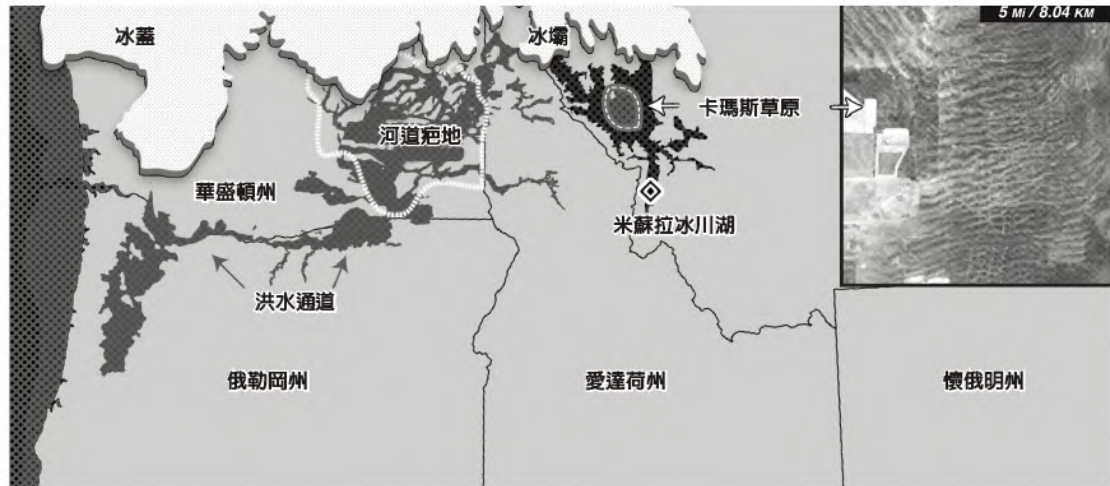 冰蓋
冰壩
5 MI / 8.04 KM
卡瑪斯草原
河道疤地
華盛頓州
米蘇拉冰川湖
洪水通道
俄勒岡州
愛達荷州
懷俄明州